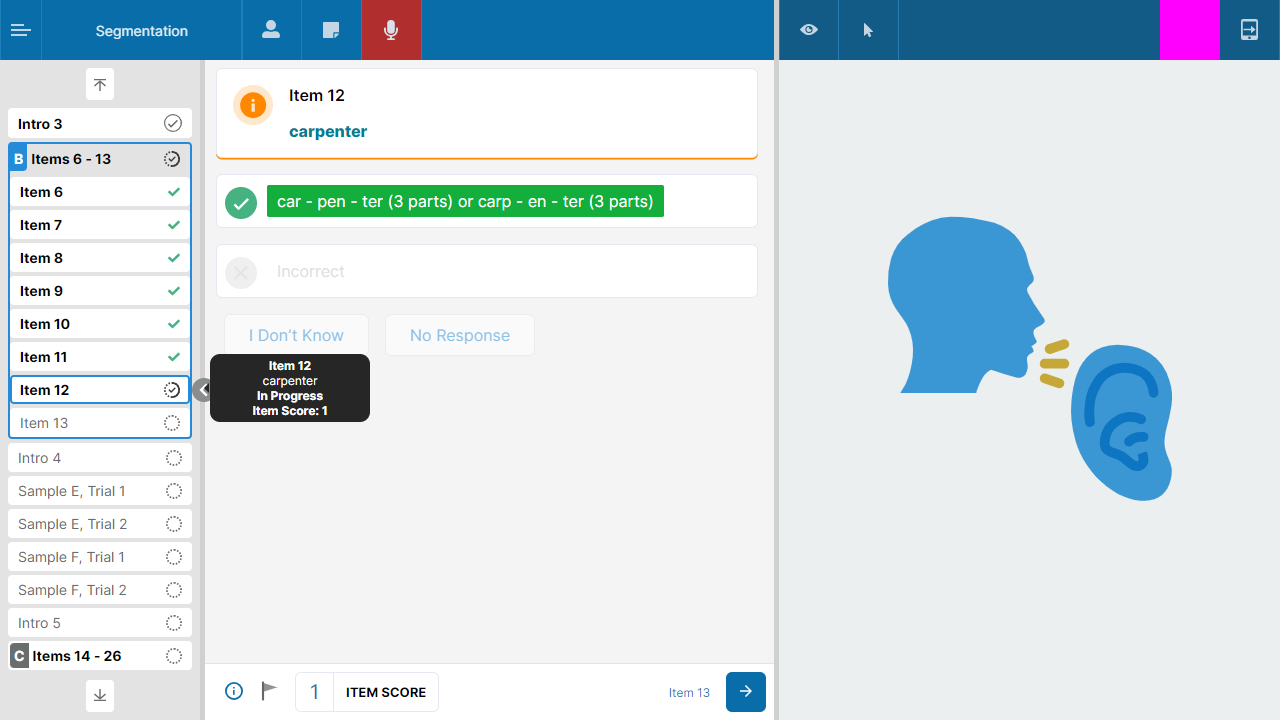 Segmentation
Intro 3
B Items 6 - 13
Item 6
Item 7
Item 8
Item 9
Item 10
Item 11
Item 12
Item 13
Intro 4
Sample E, Trial 1
Sample E, Trial 2
Sample F, Trial 1
Sample F, Trial 2
Intro 5
C Items 14 - 26
Item 12
carpenter
car - pen - ter (3 parts) or carp - en - ter (3 parts)
Incorrect
I Don't Know
No Response
Item 12
carpenter
In Progress
Item Score: 1
1 ITEM SCORE
Item 13